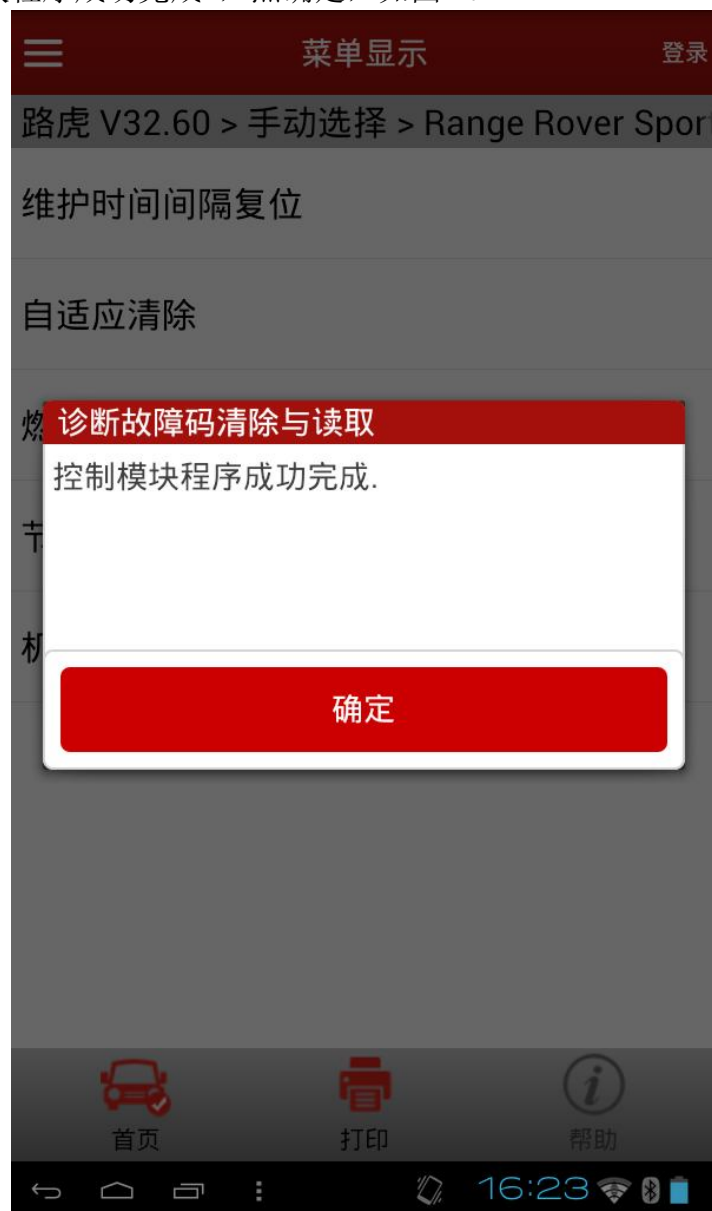 菜单显示
登录
路虎 V32.60 > 手动选择 > Range Rover Spor
维护时间间隔复位
自适应清除
燃
诊断故障码清除与读取
控制模块程序成功完成.
节
机
确定
首页
打印
帮助
16:23